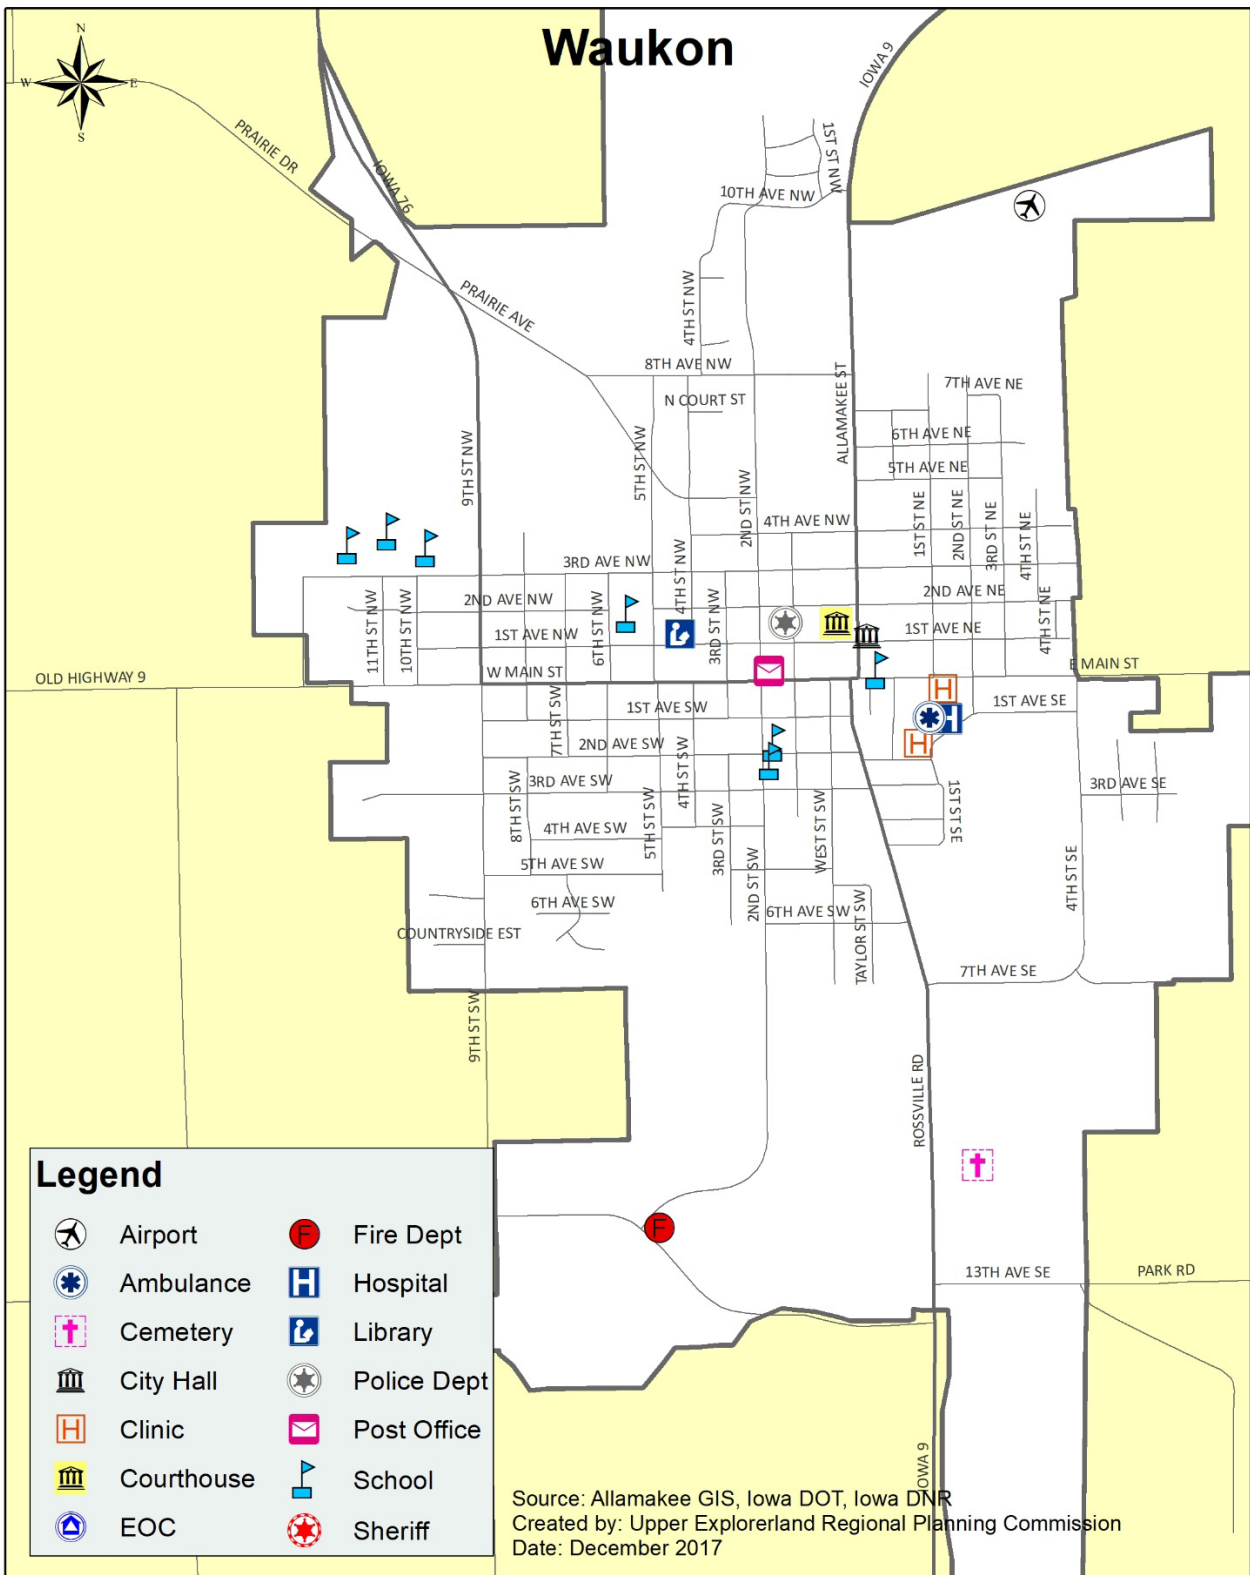 Waukon
N
W
E
S
IOWA 9
PRAIRIE DR
1ST ST NW
IOWA 76
10TH AVE NW
PRAIRIE AVE
4TH ST NW
8TH AVE NW
ALLAMAKEE ST
7TH AVE NE
N COURT ST
6TH AVE NE
5TH AVE NE
9TH ST NW
5TH ST NW
2ND ST NW
4TH AVE NW
1ST ST NE
2ND ST NE
3RD ST NE
4TH ST NE
3RD AVE NW
4TH ST NW
2ND AVE NW
2ND AVE NE
11TH ST NW
10TH ST NW
6TH ST NW
3RD ST NW
1ST AVE NW
1ST AVE NE
4TH ST NE
OLD HIGHWAY 9
W MAIN ST
E MAIN ST
H
1ST AVE SW
1ST AVE SE
H
7TH ST SW
2ND AVE SW
H
4TH ST SW
3RD AVE SW
3RD AVE SE
8TH ST SW
5TH ST SW
3RD ST SW
WEST ST SW
1ST ST SE
4TH AVE SW
5TH AVE SW
2ND ST SW
4TH ST SE
6TH AVE SW
6TH AVE SW
TAYLOR ST SW
COUNTRYSIDE EST
7TH AVE SE
9TH ST SW
ROSSVILLE RD
F
13TH AVE SE
PARK RD
IOWA 9
Legend
Airport
F Fire Dept
Ambulance
H Hospital
Cemetery
Library
City Hall
Police Dept
H Clinic
Post Office
Courthouse
School
EOC
Sheriff
Source: Allamakee GIS, Iowa DOT, Iowa DNR
Created by: Upper Explorerland Regional Planning Commission
Date: December 2017